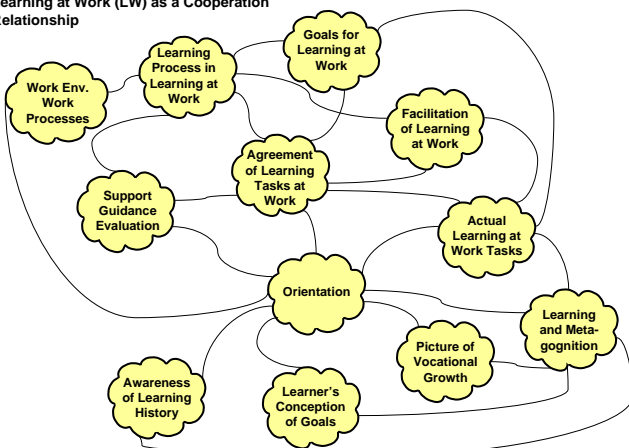 earning at Work (LW) as a Cooperation
elationship
Goals for
Learning at
Work
Learning
Process in
Learning at
Work
Work Env.
Work
Processes
Facilitation
of Learning
at Work
Agreement
of Learning
Tasks at
Work
Support
Guidance
Evaluation
Actual
Learning at
Work Tasks
Orientation
Learning
and Meta-
gognition
Picture of
Vocational
Growth
Awareness
of Learning
History
Learner's
Conception
of Goals